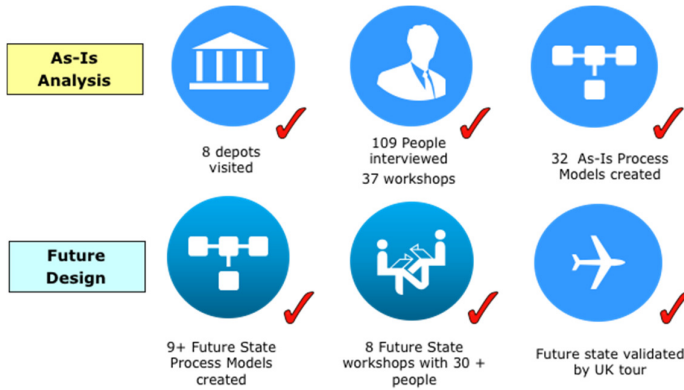 As-Is
Analysis
8 depots
visited
109 People
interviewed
37 workshops
32 As-Is Process
Models created
Future
Design
9+ Future State
Process Models
created
8 Future State
workshops with 30 +
people
Future state validated
by UK tour